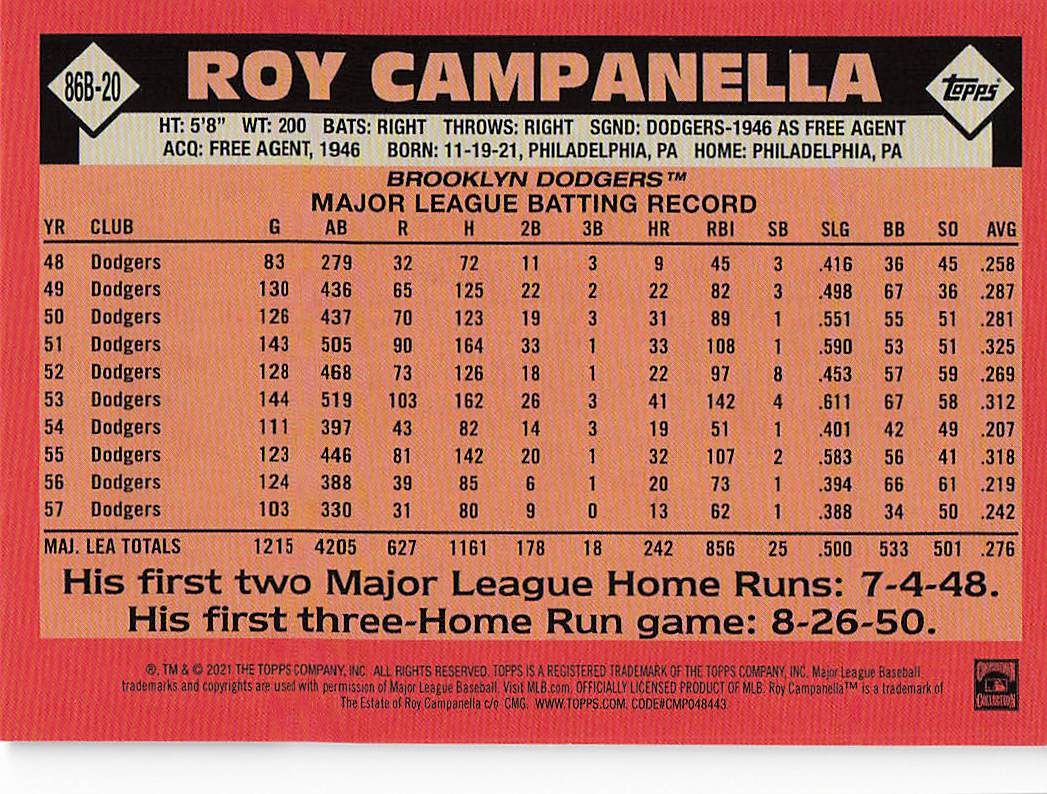 86B-20 ROY CAMPANELLA Topps
HT: 5'8" WT: 200 BATS: RIGHT THROWS: RIGHT SGND: DODGERS-1946 AS FREE AGENT
ACQ: FREE AGENT, 1946 BORN: 11-19-21, PHILADELPHIA, PA HOME: PHILADELPHIA, PA
BROOKLYN DODGERS™
MAJOR LEAGUE BATTING RECORD
YR CLUB G AB R H 2B 3B HR RBI SB SLG BB SO AVG
48 Dodgers 83 279 32 72 11 3 9 45 3 .416 36 45 .258
49 Dodgers 130 436 65 125 22 2 22 82 3 .498 67 36 .287
50 Dodgers 126 437 70 123 19 3 31 89 1 .551 55 51 .281
51 Dodgers 143 505 90 164 33 1 33 108 1 .590 53 51 .325
52 Dodgers 128 468 73 126 18 1 22 97 8 .453 57 59 .269
53 Dodgers 144 519 103 162 26 3 41 142 4 .611 67 58 .312
54 Dodgers 111 397 43 82 14 3 19 51 1 .401 42 49 .207
55 Dodgers 123 446 81 142 20 1 32 107 2 .583 56 41 .318
56 Dodgers 124 388 39 85 6 1 20 73 1 .394 66 61 .219
57 Dodgers 103 330 31 80 9 0 13 62 1 .388 34 50 .242
MAJ. LEA TOTALS 1215 4205 627 1161 178 18 242 856 25 .500 533 501 .276
His first two Major League Home Runs: 7-4-48.
His first three-Home Run game: 8-26-50.
®, TM & © 2021 THE TOPPS COMPANY, INC. ALL RIGHTS RESERVED. TOPPS IS A REGISTERED TRADEMARK OF THE TOPPS COMPANY, INC. Major League Baseball
trademarks and copyrights are used with permission of Major League Baseball. Visit MLB.com. OFFICIALLY LICENSED PRODUCT OF MLB. Roy Campanella™ is a trademark of
The Estate of Roy Campanella c/o CMG. WWW.TOPPS.COM. CODE#CMP048443.
COOPERSTOWN
COLLECTION